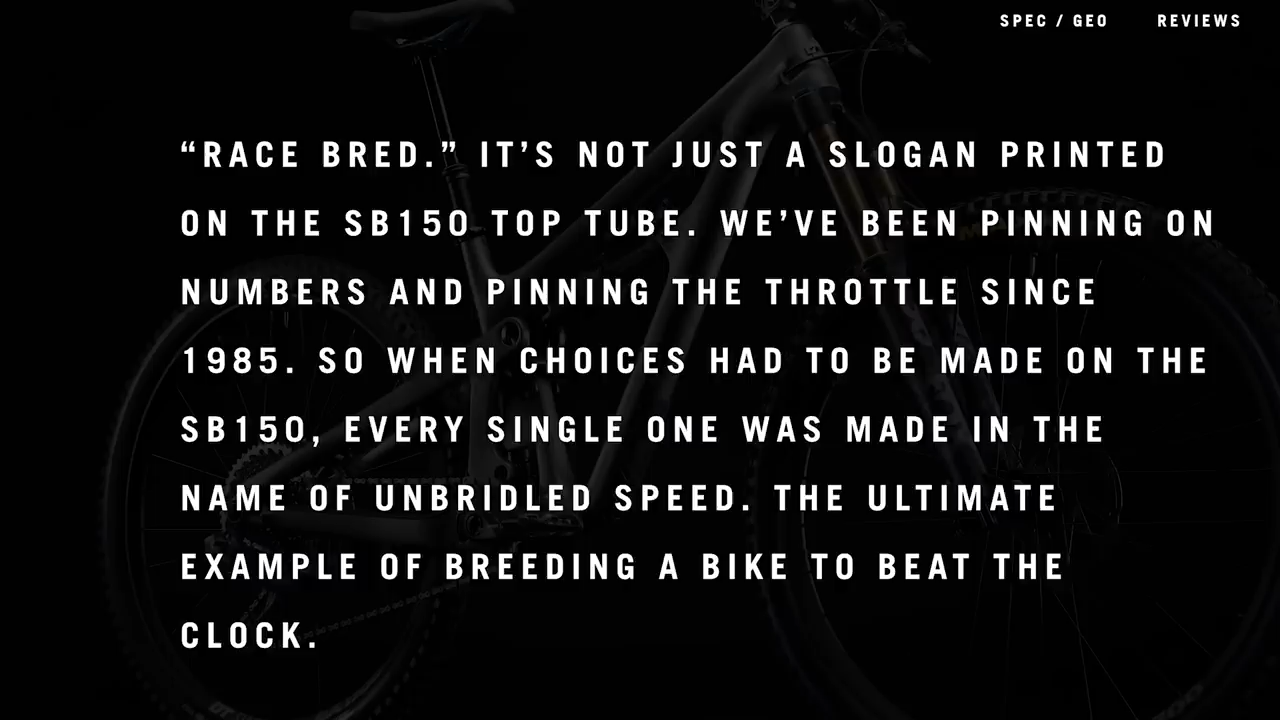 SPEC / GEO REVIEWS
“RACE BRED.” IT’S NOT JUST A SLOGAN PRINTED
ON THE SB150 TOP TUBE. WE’VE BEEN PINNING ON
NUMBERS AND PINNING THE THROTTLE SINCE
1985. SO WHEN CHOICES HAD TO BE MADE ON THE
SB150, EVERY SINGLE ONE WAS MADE IN THE
NAME OF UNBRIDLED SPEED. THE ULTIMATE
EXAMPLE OF BREEDING A BIKE TO BEAT THE
CLOCK.